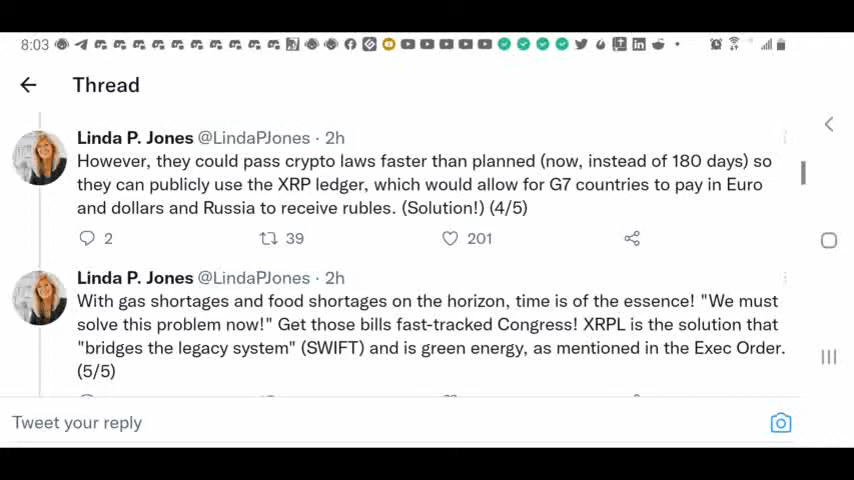 8:03
Thread
Linda P. Jones @LindaPJones · 2h
However, they could pass crypto laws faster than planned (now, instead of 180 days) so
they can publicly use the XRP ledger, which would allow for G7 countries to pay in Euro
and dollars and Russia to receive rubles. (Solution!) (4/5)
2 39 201
Linda P. Jones @LindaPJones · 2h
With gas shortages and food shortages on the horizon, time is of the essence! "We must
solve this problem now!" Get those bills fast-tracked Congress! XRPL is the solution that
"bridges the legacy system" (SWIFT) and is green energy, as mentioned in the Exec Order.
(5/5)
Tweet your reply